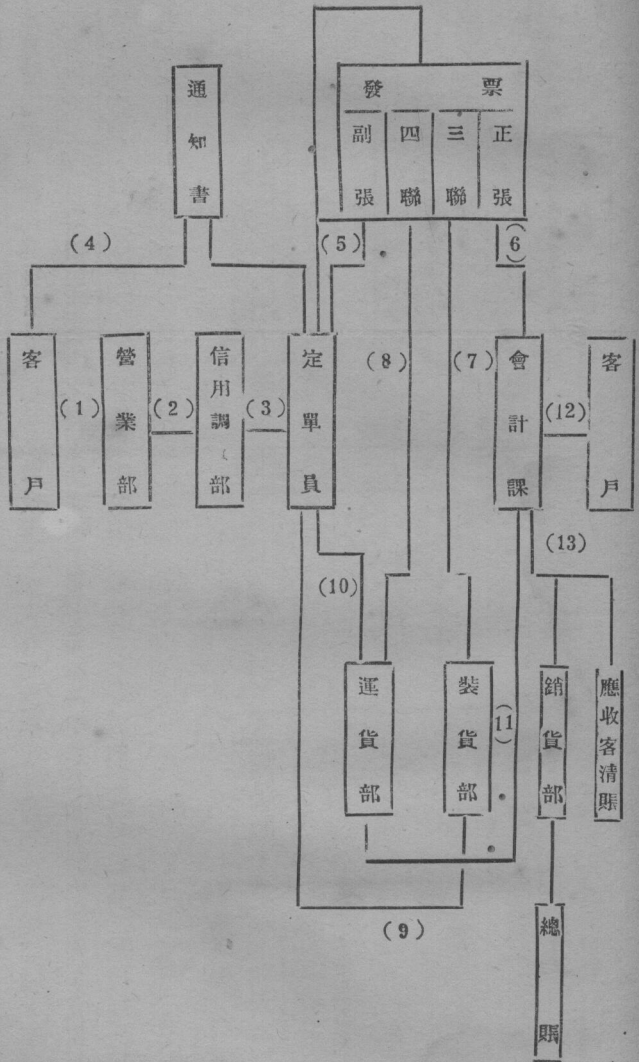 發票
正張
三聯
四聯
副張
通知書
(4)
(5)
(6)
客戶
(1)
營業部
(2)
信用調部
(3)
定單員
(8)
(7)
會計課
(12)
客戶
(10)
(13)
運貨部
裝貨部
(11)
銷貨部
應收客清賬
(9)
總賬